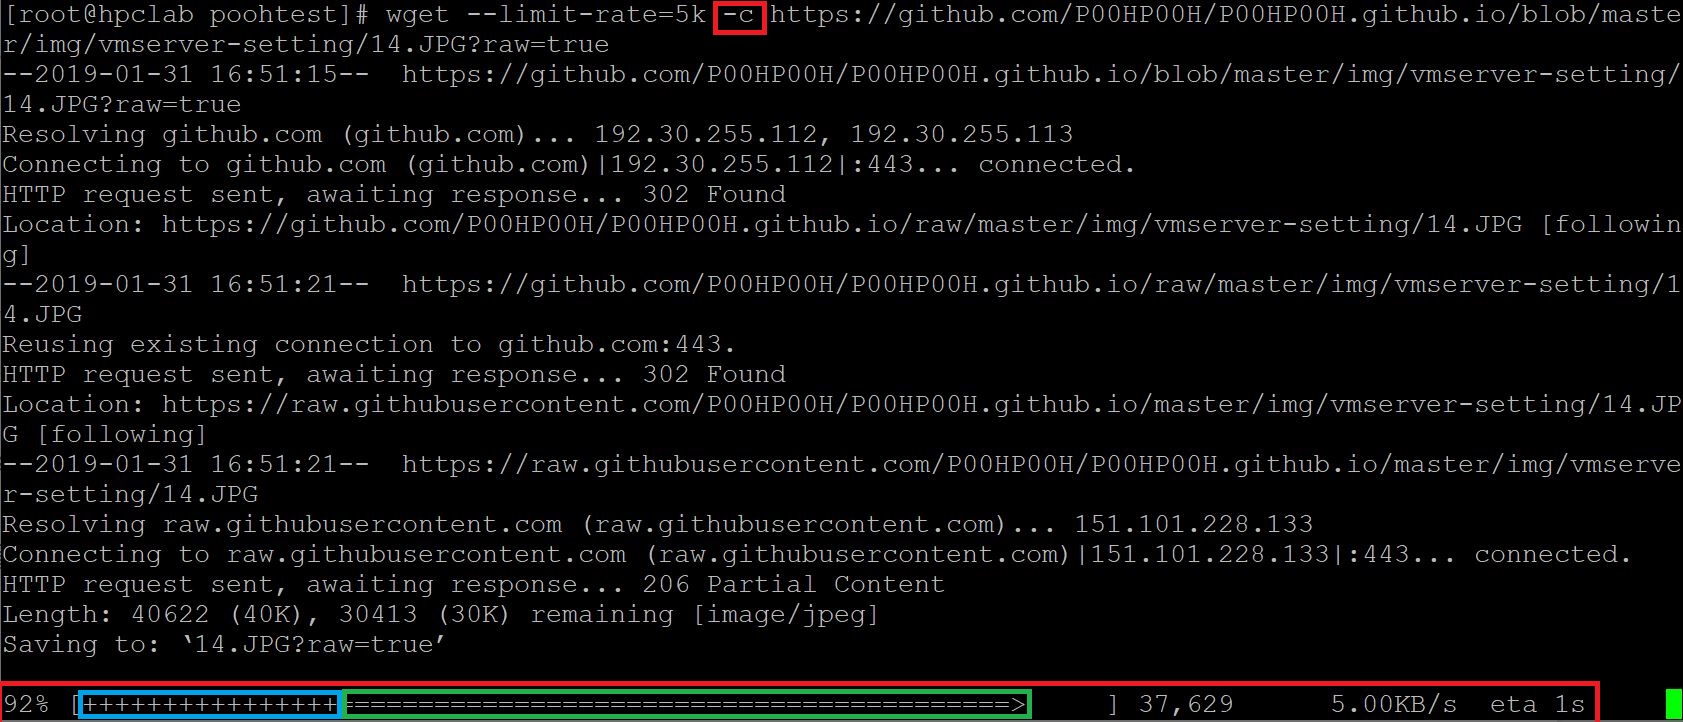 [root@hpclab poohtest]# wget --limit-rate=5k -c https://github.com/P00HP00H/P00HP00H.github.io/blob/maste
r/img/vmserver-setting/14.JPG?raw=true
--2019-01-31 16:51:15--  https://github.com/P00HP00H/P00HP00H.github.io/blob/master/img/vmserver-setting/
14.JPG?raw=true
Resolving github.com (github.com)... 192.30.255.112, 192.30.255.113
Connecting to github.com (github.com)|192.30.255.112|:443... connected.
HTTP request sent, awaiting response... 302 Found
Location: https://github.com/P00HP00H/P00HP00H.github.io/raw/master/img/vmserver-setting/14.JPG [followin
g]
--2019-01-31 16:51:21--  https://github.com/P00HP00H/P00HP00H.github.io/raw/master/img/vmserver-setting/1
4.JPG
Reusing existing connection to github.com:443.
HTTP request sent, awaiting response... 302 Found
Location: https://raw.githubusercontent.com/P00HP00H/P00HP00H.github.io/master/img/vmserver-setting/14.JP
G [following]
--2019-01-31 16:51:21--  https://raw.githubusercontent.com/P00HP00H/P00HP00H.github.io/master/img/vmserve
r-setting/14.JPG
Resolving raw.githubusercontent.com (raw.githubusercontent.com)... 151.101.228.133
Connecting to raw.githubusercontent.com (raw.githubusercontent.com)|151.101.228.133|:443... connected.
HTTP request sent, awaiting response... 206 Partial Content
Length: 40622 (40K), 30413 (30K) remaining [image/jpeg]
Saving to: ‘14.JPG?raw=true’
92% [++++++++++++++++==========================================>     ] 37,629      5.00KB/s  eta 1s